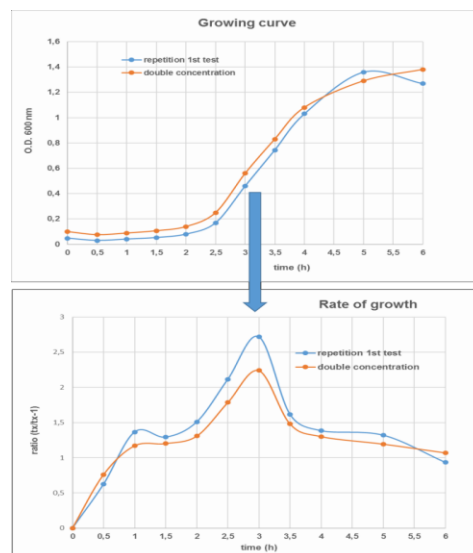 Growing curve
1,6
1,4
1,2
1
0,8
0,6
0,4
0,2
0
O.D. 600nm
repetition 1st test
double concentration
0 0,5 1 1,5 2 2,5 3 3,5 4 4,5 5 5,5 6
time (h)
Rate of growth
3
2,5
2
1,5
1
0,5
0
ratio (tx/tx-1)
repetition 1st test
double concentration
0 0,5 1 1,5 2 2,5 3 3,5 4 4,5 5 5,5 6
time (h)